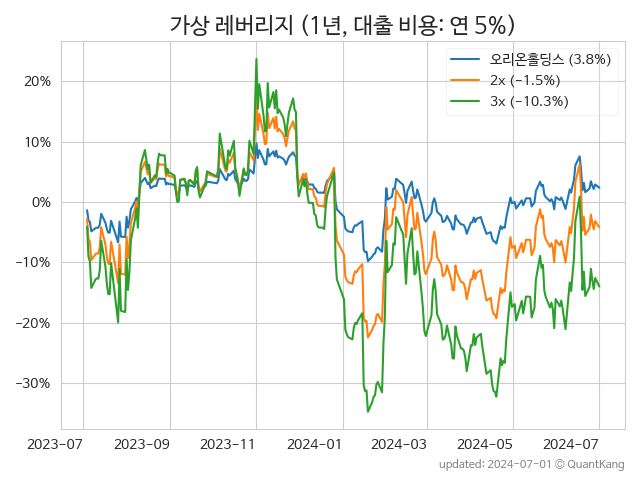 가상 레버리지 (1년, 대출 비용: 연 5%)
오리온홀딩스 (3.8%)
2x (−1.5%)
3x (−10.3%)
20%
10%
0%
−10%
−20%
−30%
2023-07 2023-09 2023-11 2024-01 2024-03 2024-05 2024-07
updated: 2024-07-01 © QuantKang